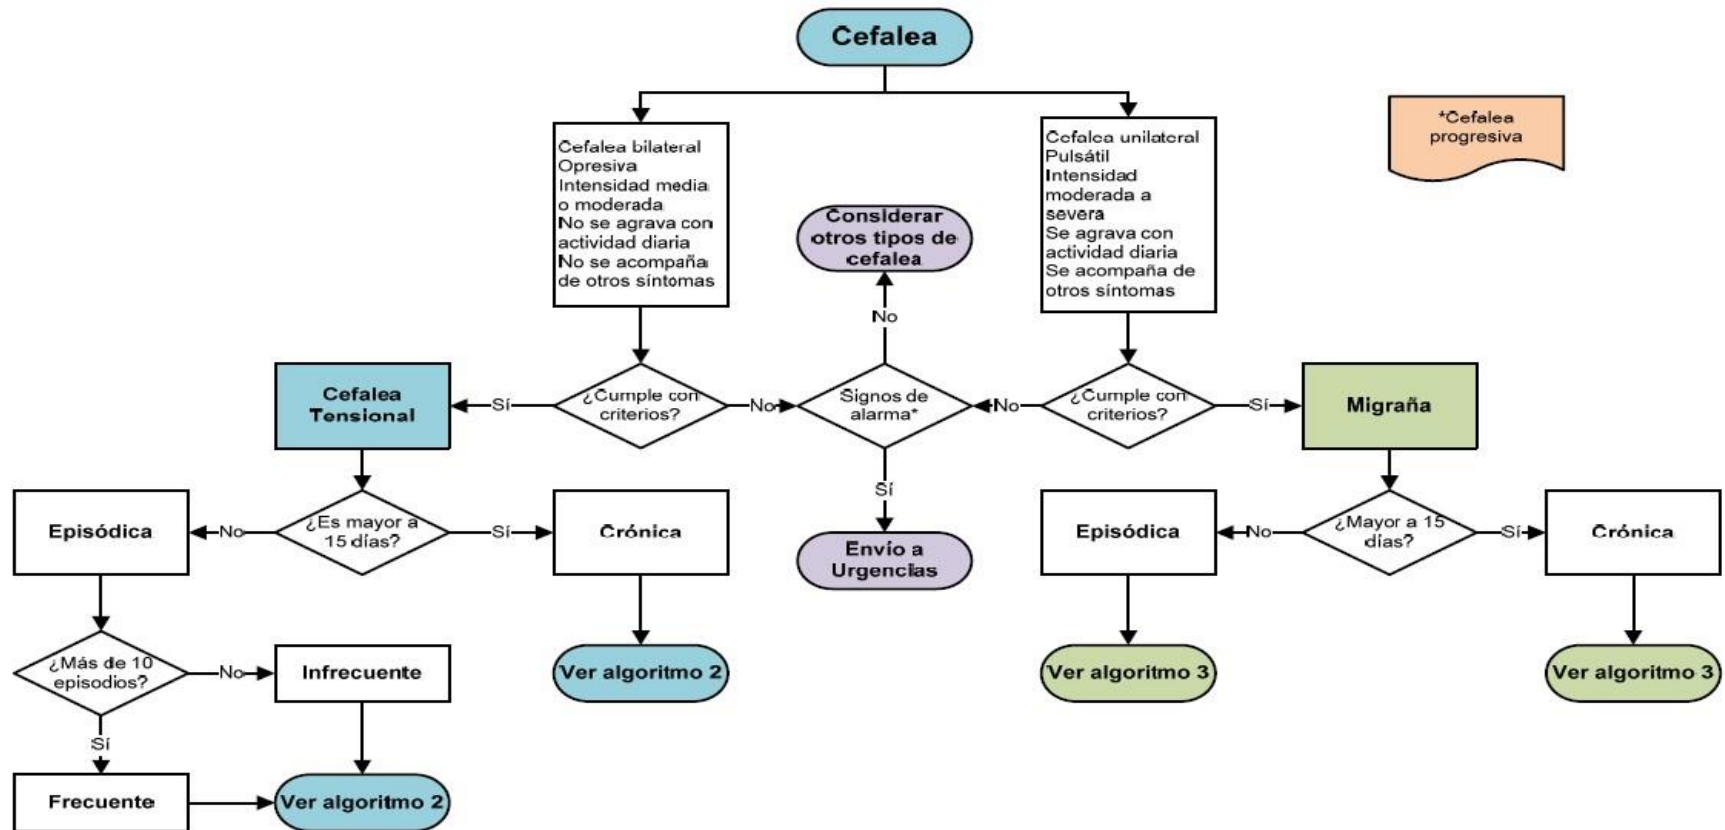 Cefalea
*Cefalea
progresiva
Cefalea bilateral
Opresiva
Intensidad media
o moderada
No se agrava con
actividad diaria
No se acompaña
de otros síntomas
Cefalea unilateral
Pulsátil
Intensidad
moderada a
severa
Se agrava con
actividad diaria
Se acompaña de
otros síntomas
Considerar
otros tipos de
cefalea
No
Cefalea
Tensional
Sí
¿Cumple con
criterios?
No
Signos de
alarma*
No
¿Cumple con
criterios?
Sí
Migraña
Sí
Episódica
No
¿Es mayor a
15 días?
Sí
Crónica
Envío a
Urgencias
Episódica
No
¿Mayor a 15
días?
Sí
Crónica
¿Más de 10
episodios?
No
Infrecuente
Ver algoritmo 2
Ver algoritmo 3
Ver algoritmo 3
Sí
Frecuente
Ver algoritmo 2